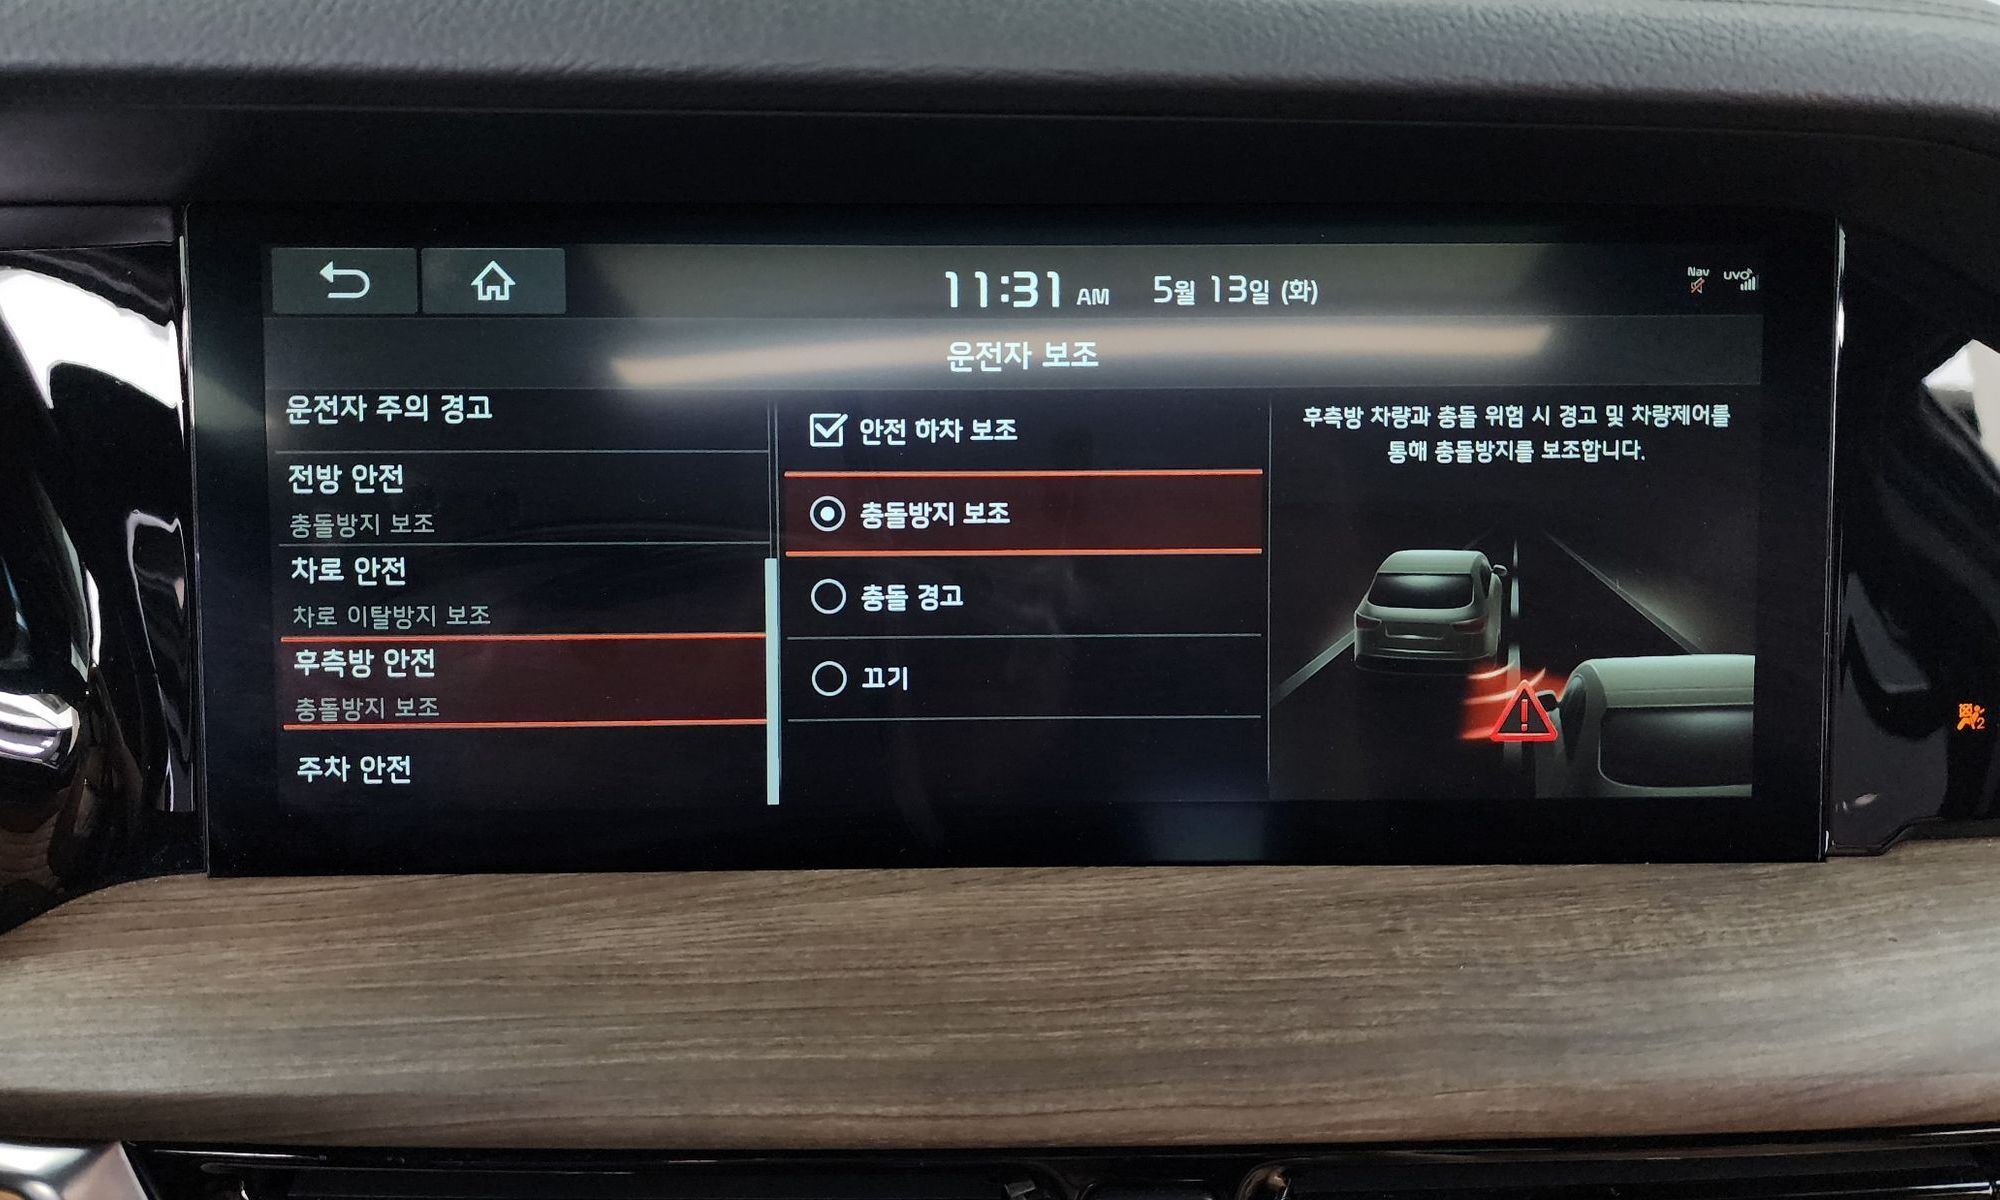 11:31 AM 5월 13일 (화)
Nav
UVO
운전자 보조
운전자 주의 경고
전방 안전
충돌방지 보조
차로 안전
차로 이탈방지 보조
후측방 안전
충돌방지 보조
주차 안전
안전 하차 보조
충돌방지 보조
충돌 경고
끄기
후측방 차량과 충돌 위험 시 경고 및 차량제어를
통해 충돌방지를 보조합니다.
2